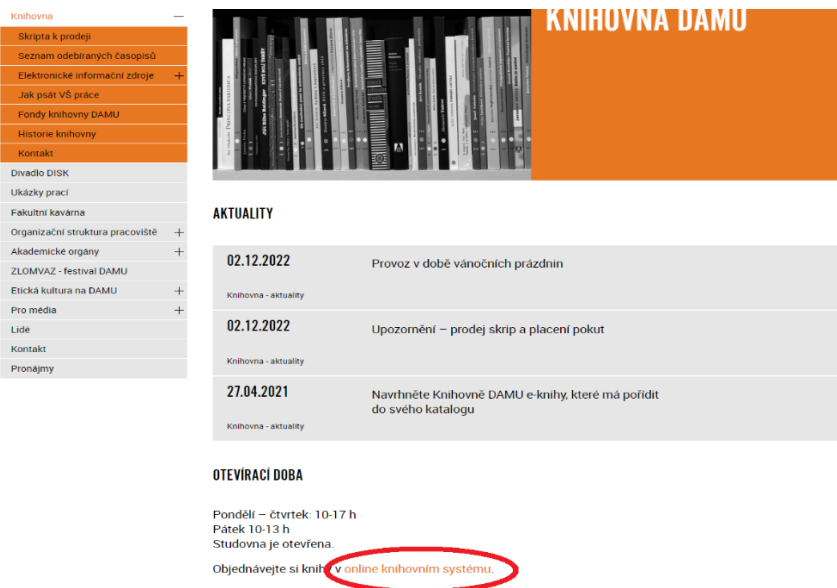 Knihovna
Skripta k prodeji
Seznam odebíraných časopisů
Elektronické informační zdroje
Jak psát VŠ práce
Fondy knihovny DAMU
Historie knihovny
Kontakt
Divadlo DISK
Ukázky prací
Fakultní kavárna
Organizační struktura pracoviště
Akademické orgány
ZLOMVAZ - festival DAMU
Etická kultura na DAMU
Pro média
Lidé
Kontakt
Pronájmy
KNIHOVNA DAMU
AKTUALITY
02.12.2022
Provoz v době vánočních prázdnin
Knihovna - aktuality
02.12.2022
Upozornění – prodej skrip a placení pokut
Knihovna - aktuality
27.04.2021
Navrhněte Knihovně DAMU e-knihy, které má pořídit
do svého katalogu
Knihovna - aktuality
OTEVÍRACÍ DOBA
Pondělí – čtvrtek: 10-17 h
Pátek 10-13 h
Studovna je otevřena.
Objednávejte si knihy v online knihovním systému.